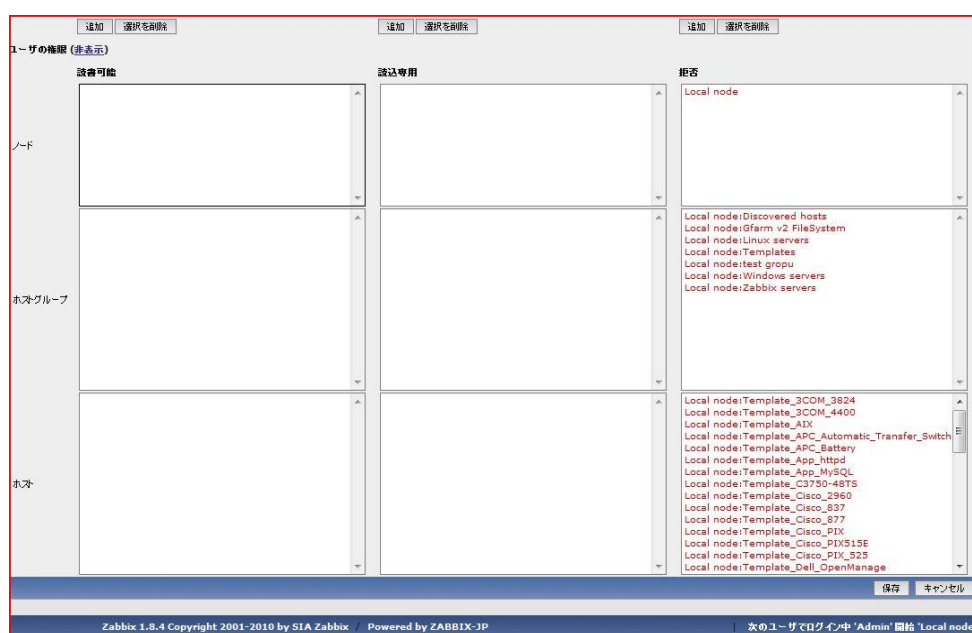 追加 選択を削除 追加 選択を削除 追加 選択を削除
ユーザの権限 (非表示)
読書可能 読込専用 拒否
ノード
Local node
ホストグループ
Local node:Discovered hosts
Local node:Gfarm v2 FileSystem
Local node:Linux servers
Local node:Templates
Local node:test gropu
Local node:Windows servers
Local node:Zabbix servers
ホスト
Local node:Template_3COM_3824
Local node:Template_3COM_4400
Local node:Template_AIX
Local node:Template_APC_Automatic_Transfer_Switch
Local node:Template_APC_Battery
Local node:Template_App_httpd
Local node:Template_App_MySQL
Local node:Template_C3750-48TS
Local node:Template_Cisco_2960
Local node:Template_Cisco_837
Local node:Template_Cisco_877
Local node:Template_Cisco_PIX
Local node:Template_Cisco_PIX515E
Local node:Template_Cisco_PIX_525
Local node:Template_Dell_OpenManage
保存 キャンセル
Zabbix 1.8.4 Copyright 2001-2010 by SIA Zabbix / Powered by ZABBIX-JP | 次のユーザでログイン中 'Admin' 開始 'Local node